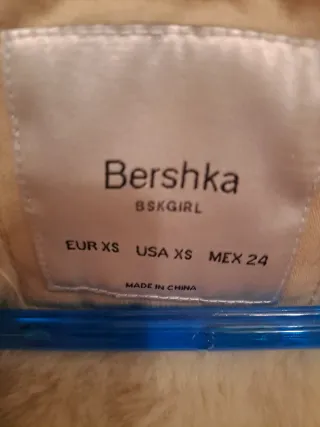 Bershka
BSKGIRL
EUR XS USA XS MEX 24
MADE IN CHINA